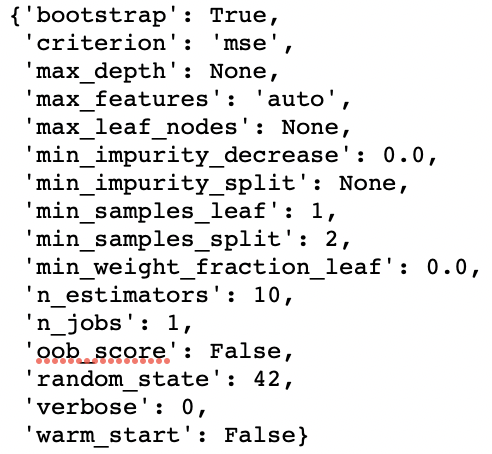 {'bootstrap': True,
 'criterion': 'mse',
 'max_depth': None,
 'max_features': 'auto',
 'max_leaf_nodes': None,
 'min_impurity_decrease': 0.0,
 'min_impurity_split': None,
 'min_samples_leaf': 1,
 'min_samples_split': 2,
 'min_weight_fraction_leaf': 0.0,
 'n_estimators': 10,
 'n_jobs': 1,
 'oob_score': False,
 'random_state': 42,
 'verbose': 0,
 'warm_start': False}